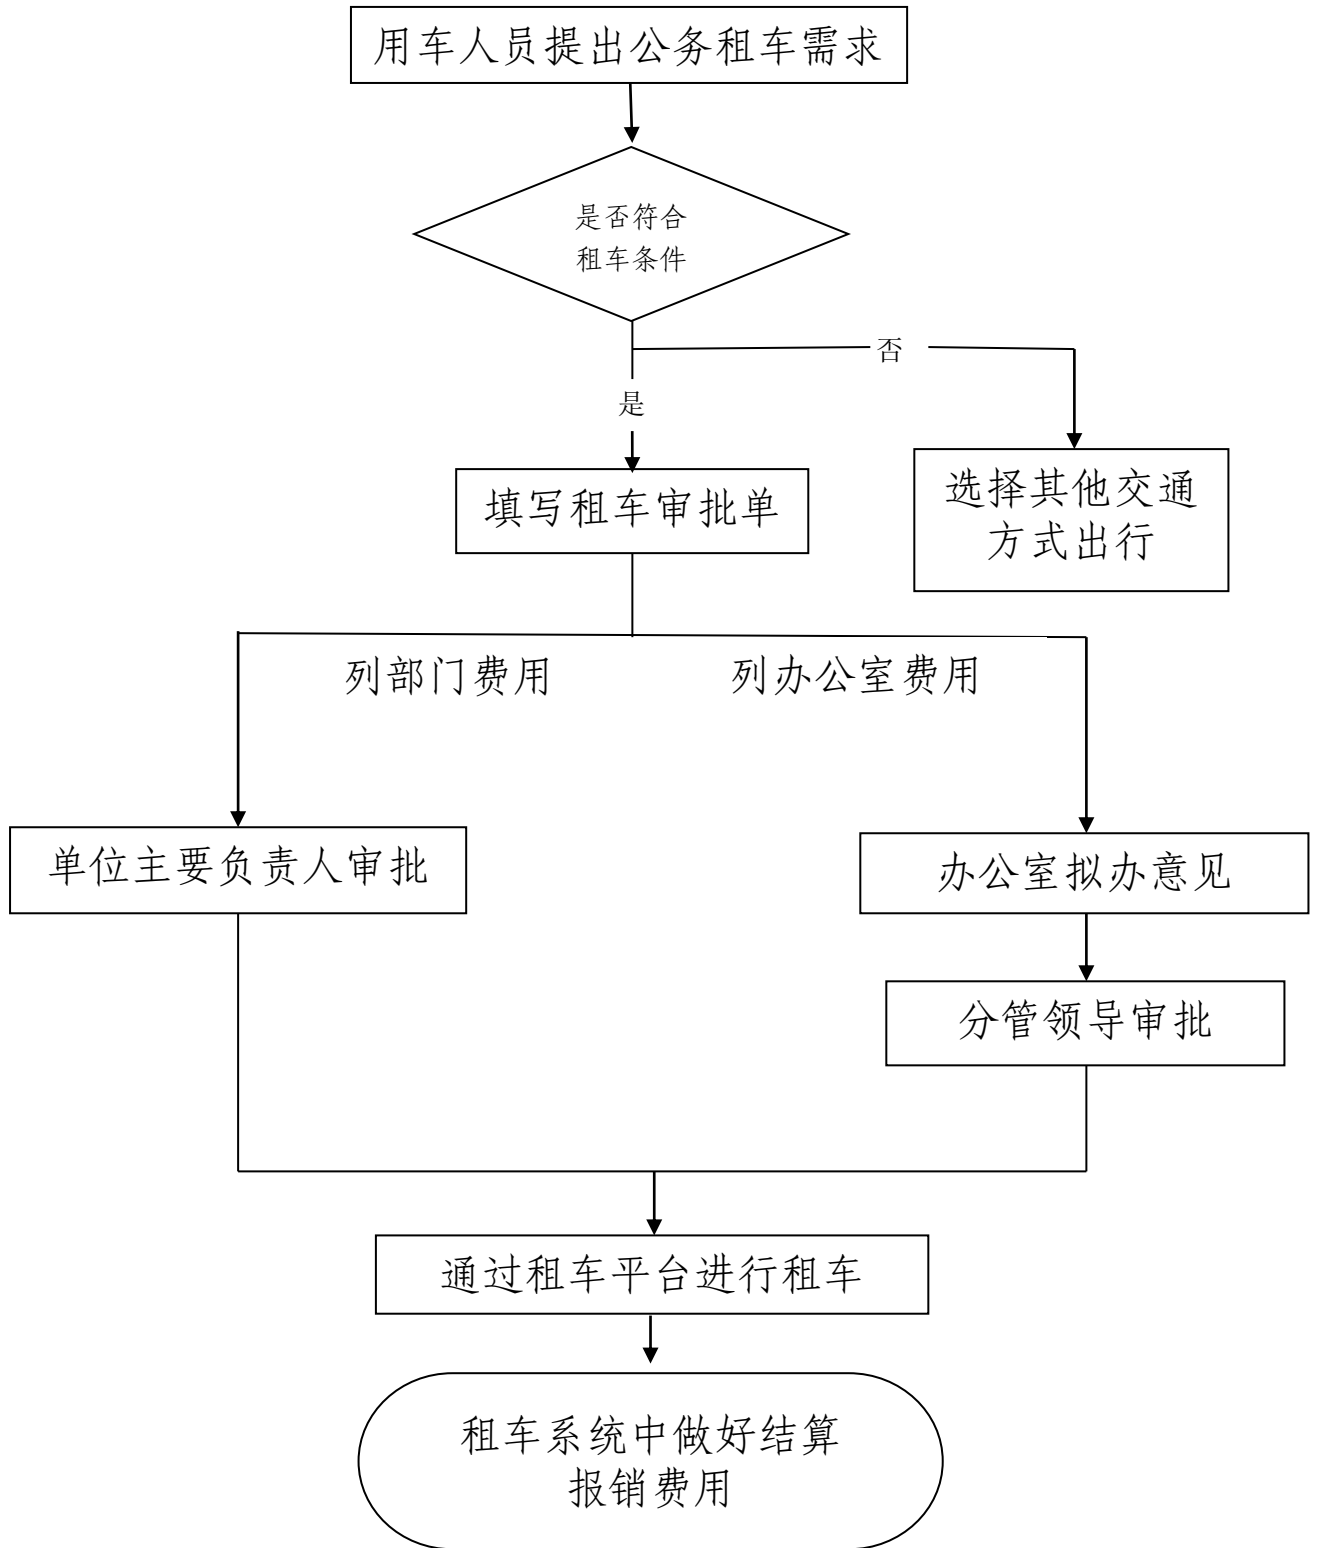 用车人员提出公务租车需求
是否符合
租车条件
否
是
填写租车审批单
选择其他交通
方式出行
列部门费用
列办公室费用
单位主要负责人审批
办公室拟办意见
分管领导审批
通过租车平台进行租车
租车系统中做好结算
报销费用